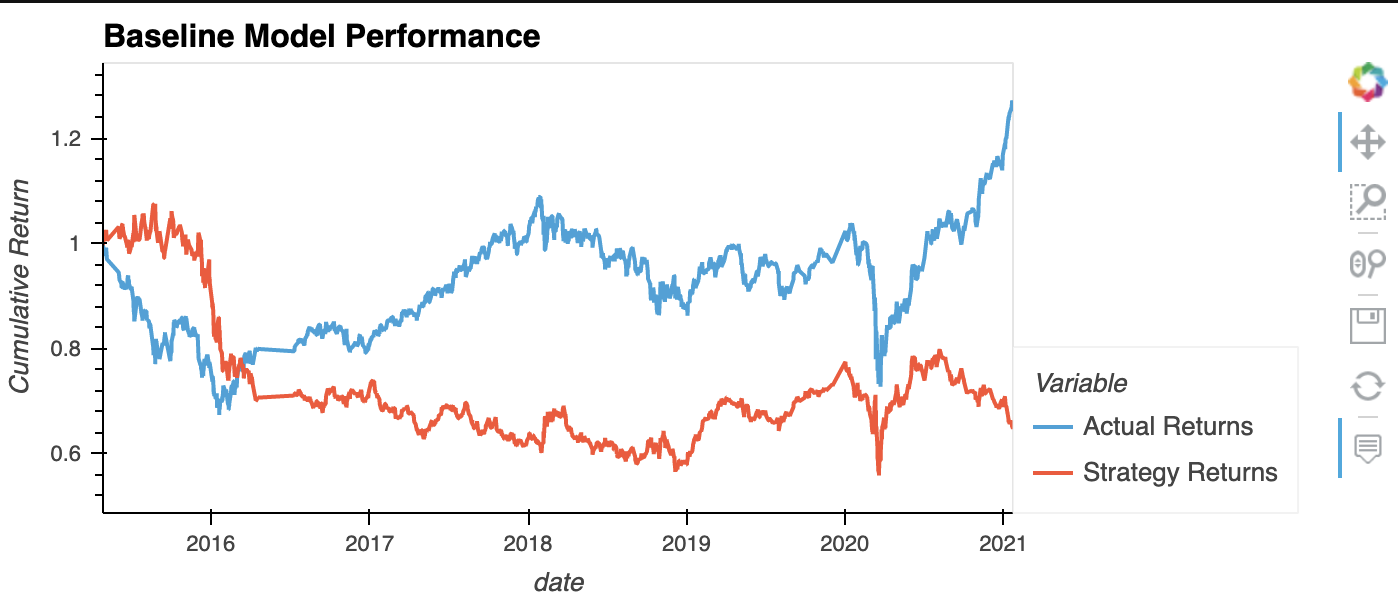 Baseline Model Performance
Cumulative Return
1.2
1
0.8
0.6
2016 2017 2018 2019 2020 2021
date
Variable
Actual Returns
Strategy Returns